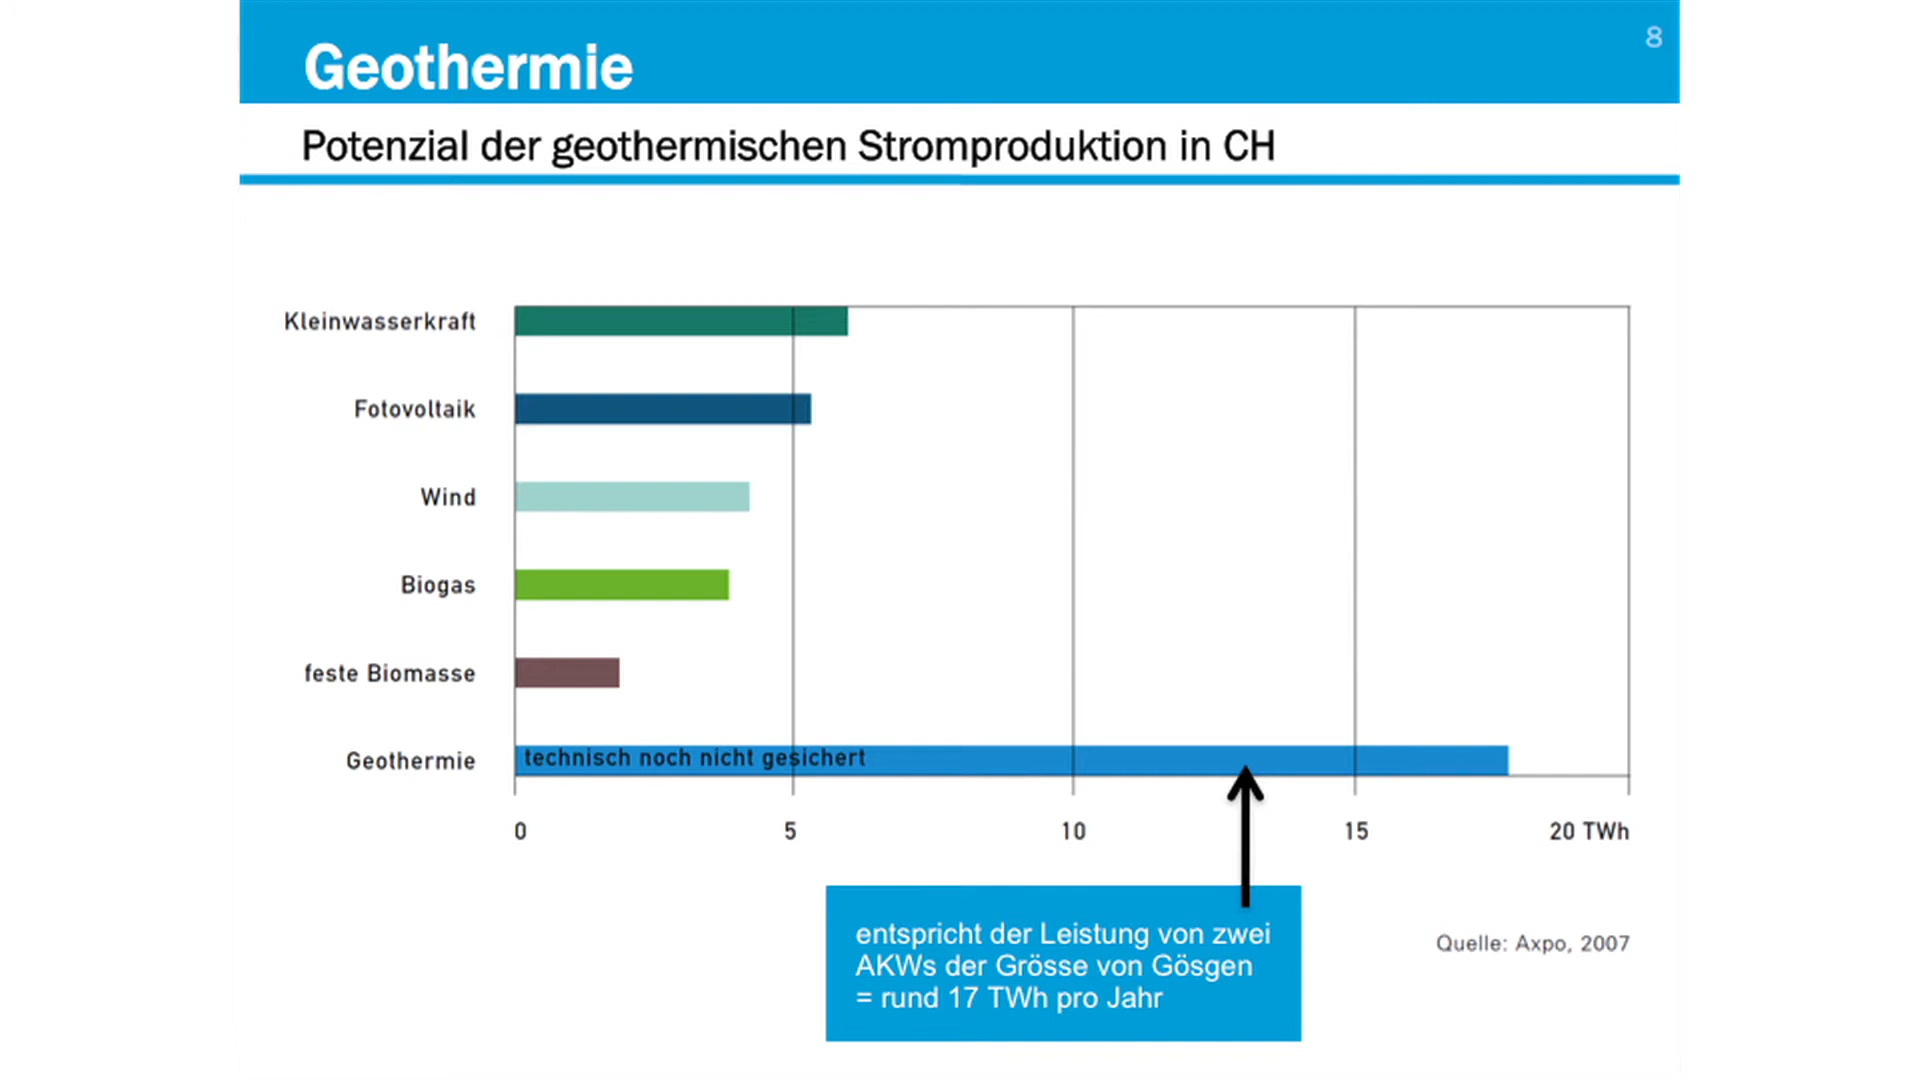 8
Geothermie
Potenzial der geothermischen Stromproduktion in CH
Kleinwasserkraft
Fotovoltaik
Wind
Biogas
feste Biomasse
Geothermie
technisch noch nicht gesichert
0 5 10 15 20 TWh
entspricht der Leistung von zwei
AKWs der Grösse von Gösgen
= rund 17 TWh pro Jahr
Quelle: Axpo, 2007